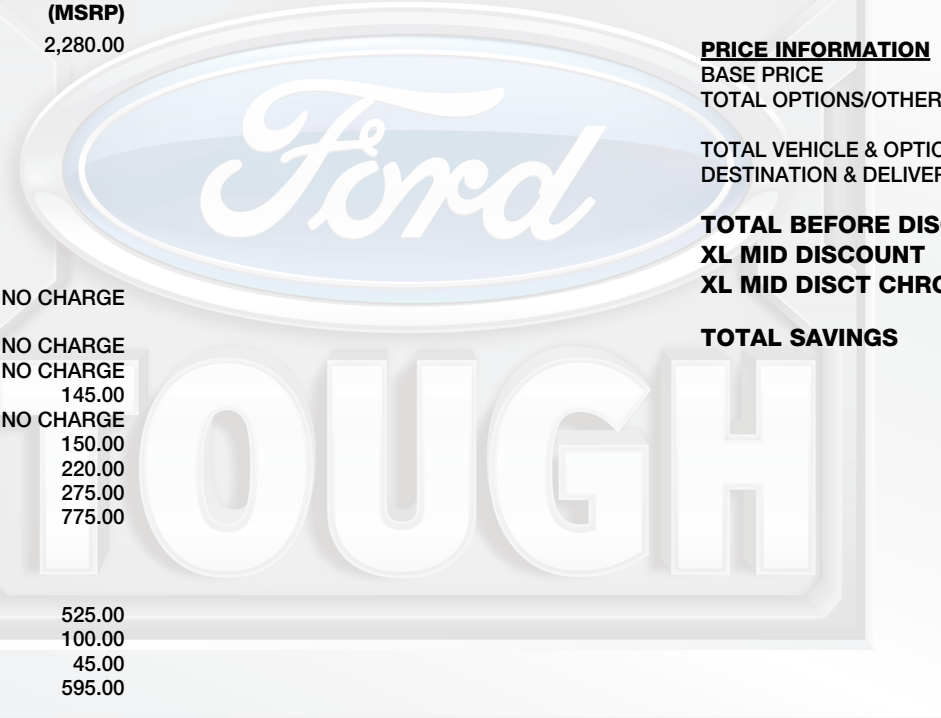 (MSRP)
2,280.00
NO CHARGE
NO CHARGE
NO CHARGE
145.00
NO CHARGE
150.00
220.00
275.00
775.00
525.00
100.00
45.00
595.00
PRICE INFORMATION
BASE PRICE
TOTAL OPTIONS/OTHER
TOTAL VEHICLE & OPTIO
DESTINATION & DELIVER
TOTAL BEFORE DISC
XL MID DISCOUNT
XL MID DISCT CHRO
TOTAL SAVINGS
Ford
TOUGH